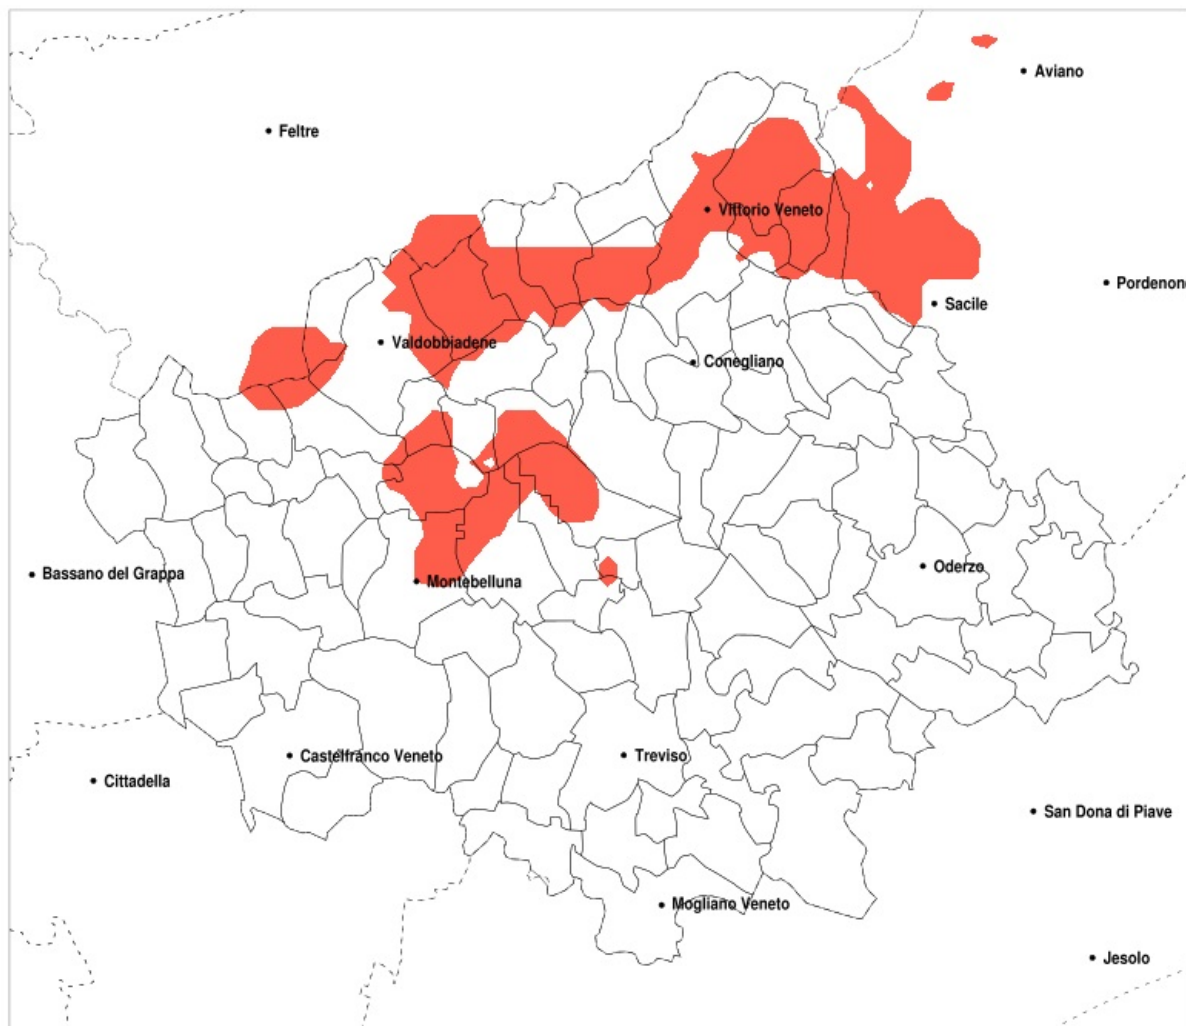 Aviano
Feltre
Vittorio Veneto
Pordenon
Sacile
Valdobbiadene
Conegliano
Oderzo
Bassano del Grappa
Montebelluna
Castelfranco Veneto
Treviso
Cittadella
San Dona di Piave
Mogliano Veneto
Jesolo